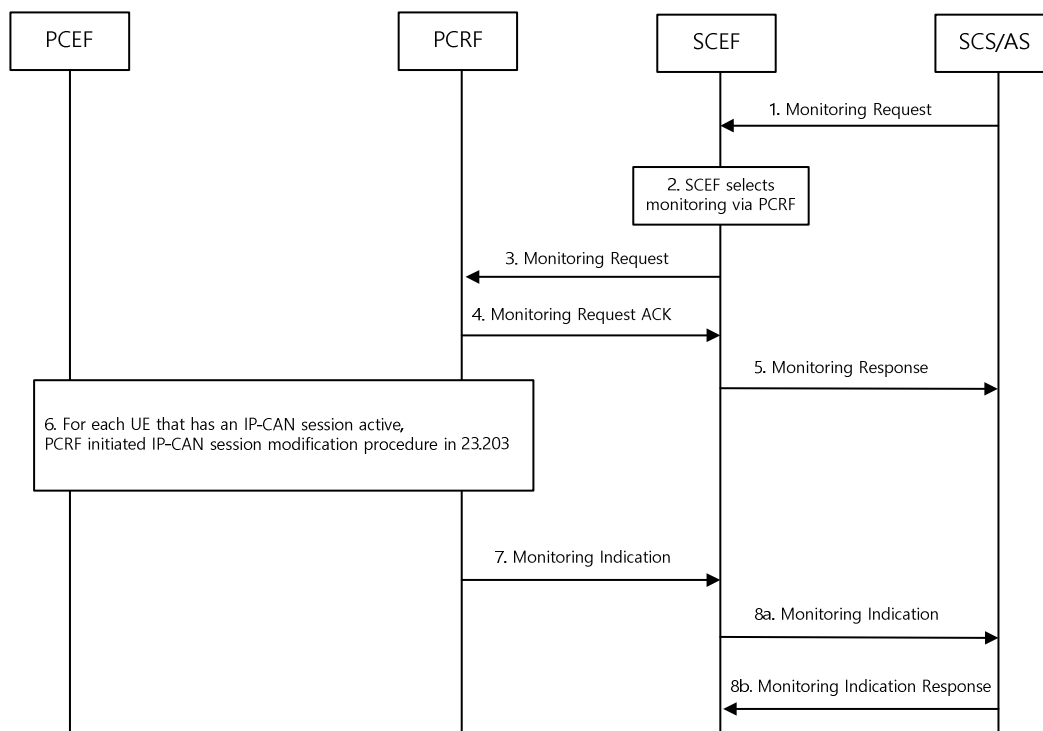 PCEF
PCRF
SCEF
SCS/AS
1. Monitoring Request
2. SCEF selects
monitoring via PCRF
3. Monitoring Request
4. Monitoring Request ACK
5. Monitoring Response
6. For each UE that has an IP-CAN session active,
PCRF initiated IP-CAN session modification procedure in 23.203
7. Monitoring Indication
8a. Monitoring Indication
8b. Monitoring Indication Response